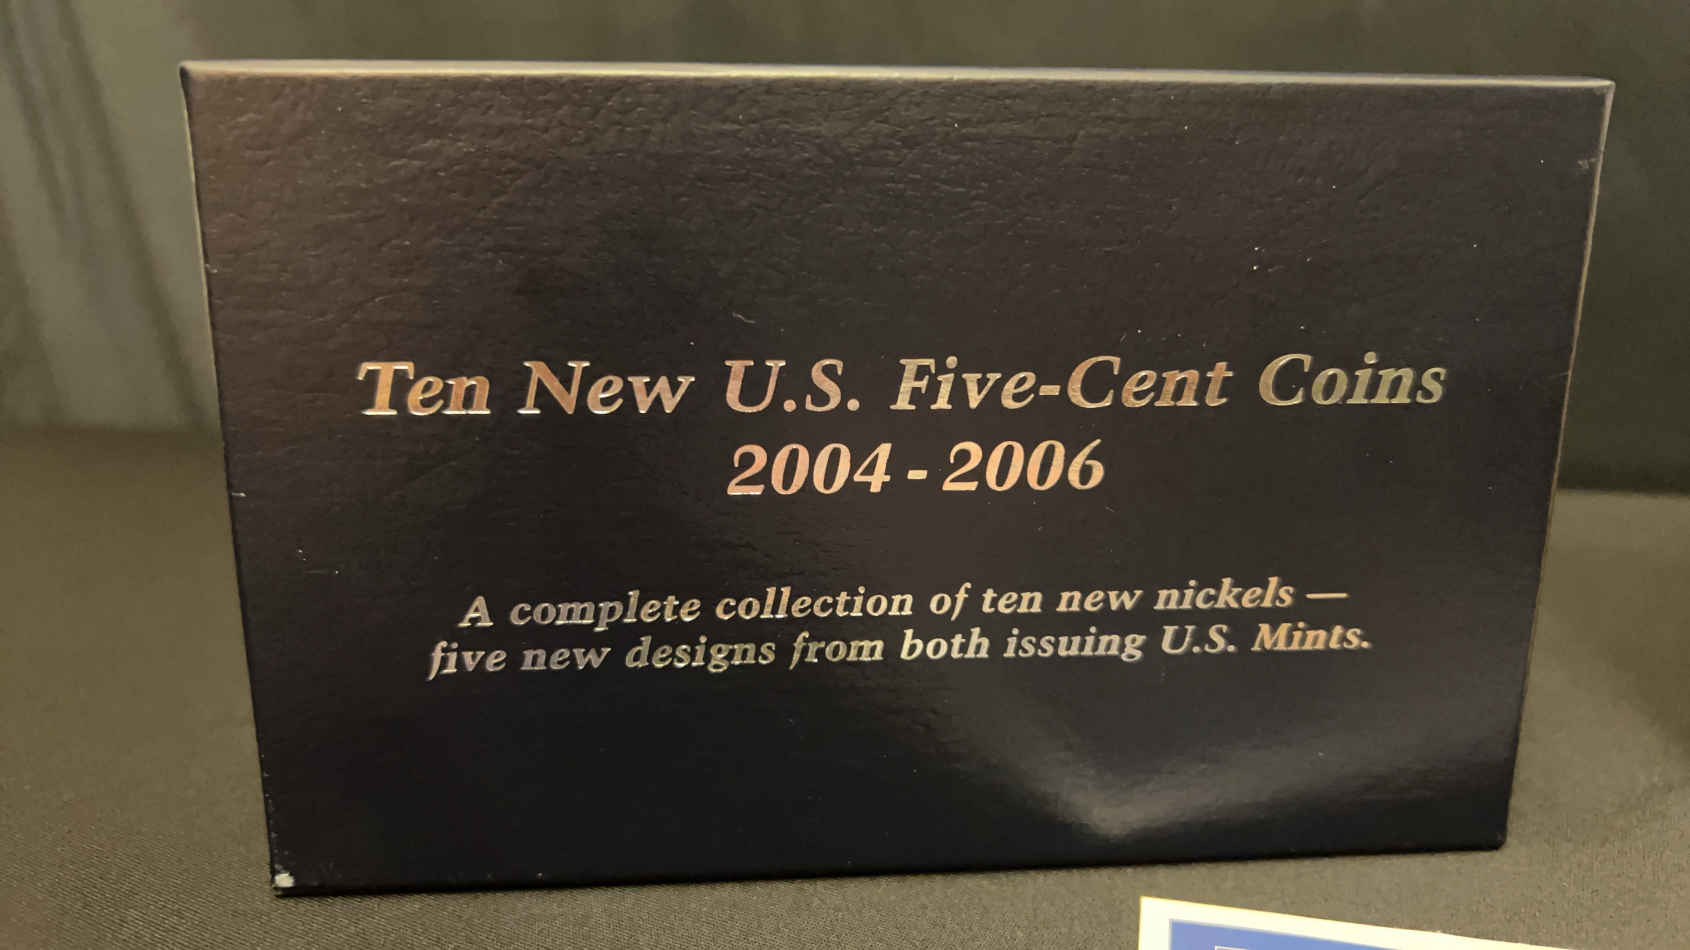 Ten New U.S. Five-Cent Coins
2004 - 2006
A complete collection of ten new nickels —
five new designs from both issuing U.S. Mints.